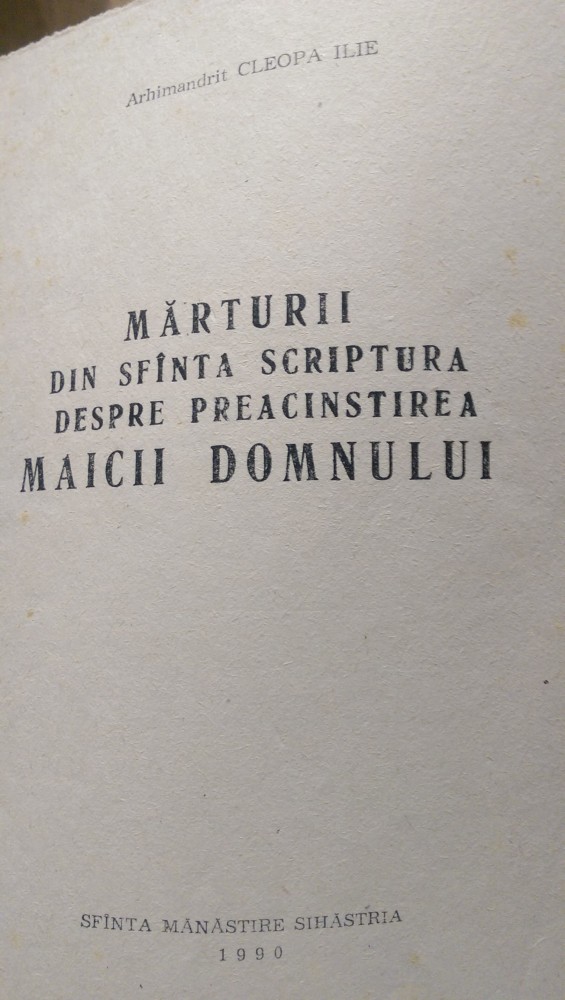 Arhimandrit CLEOPA ILIE
MĂRTURII
DIN SFÎNTA SCRIPTURA
DESPRE PREACINSTIREA
MAICII DOMNULUI
SFÎNTA MĂNĂSTIRE SIHĂSTRIA
1990